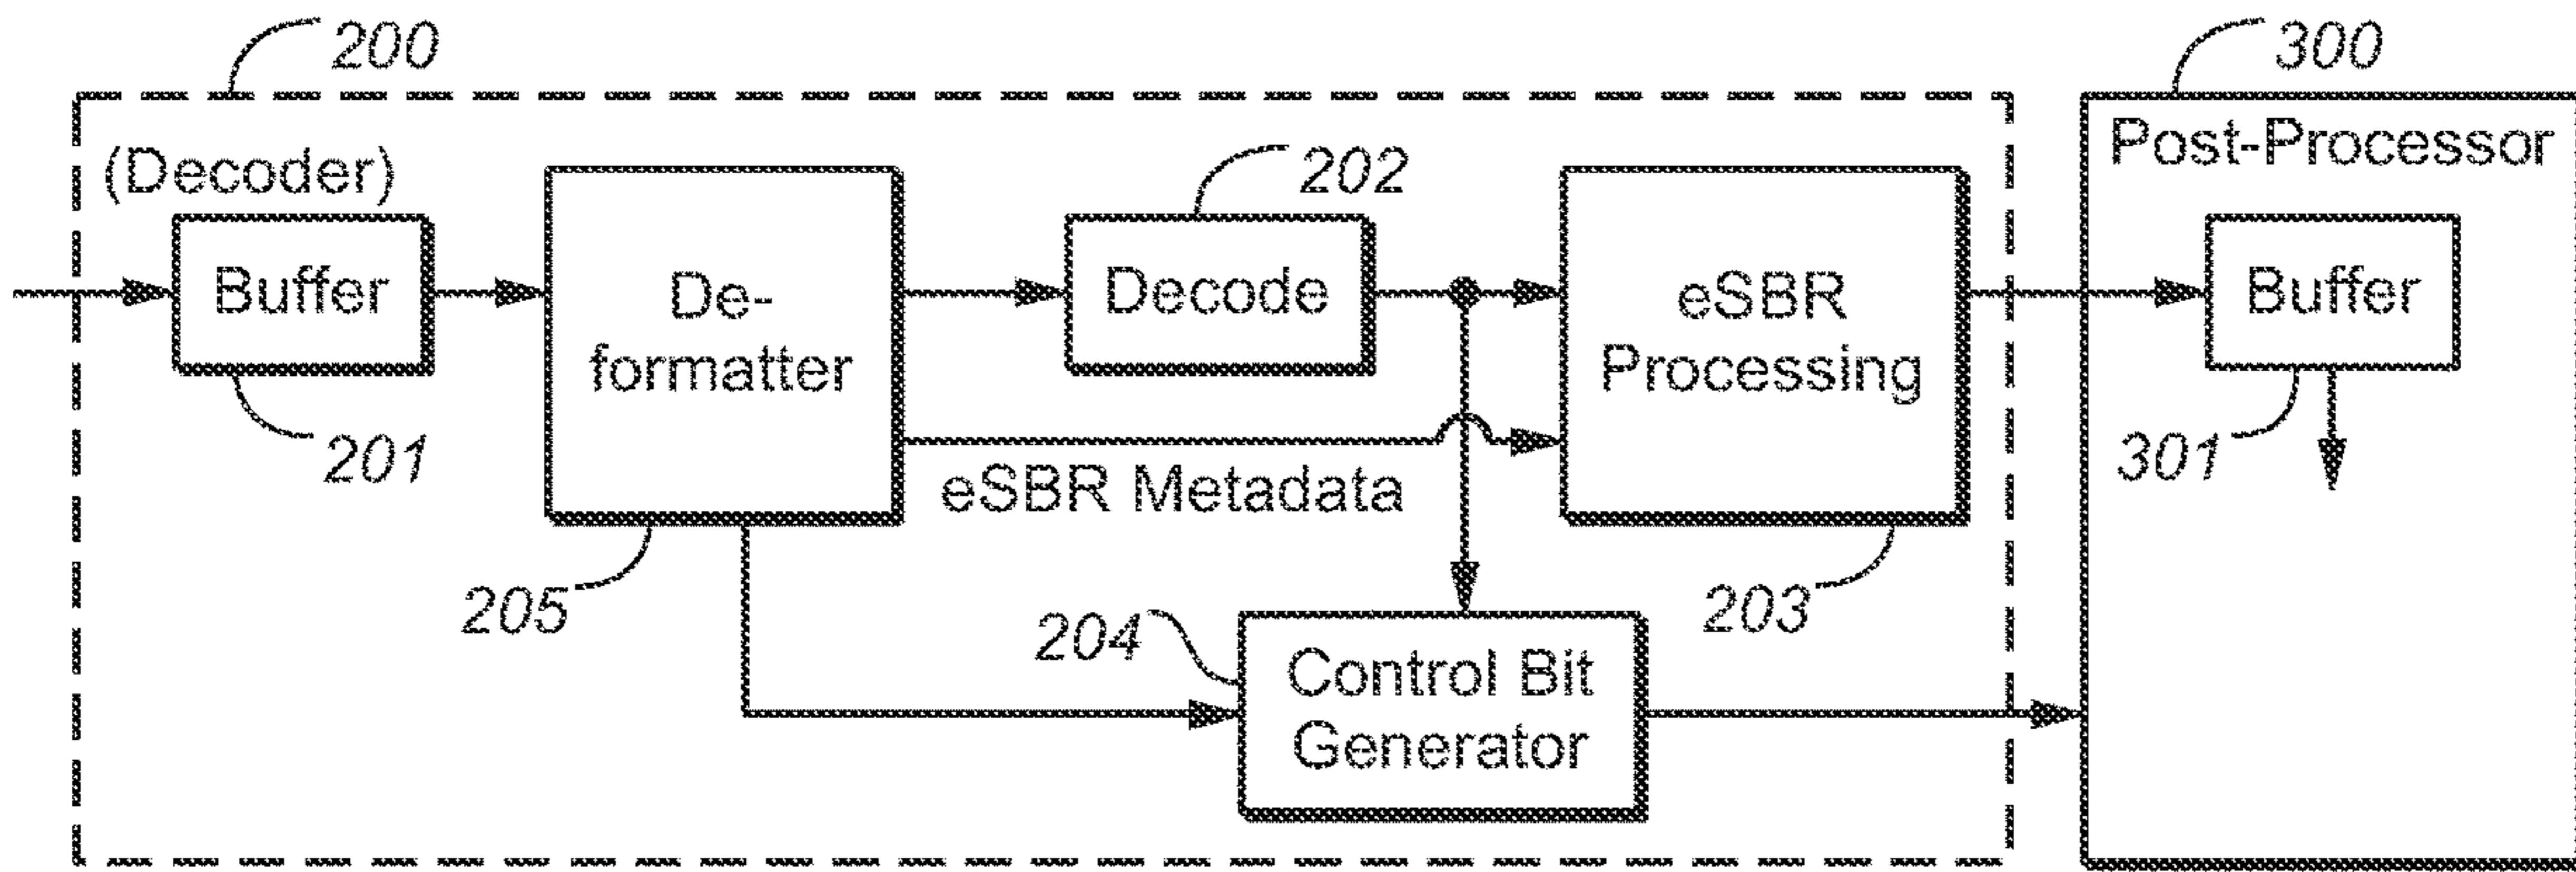 200
300
(Decoder)
Post-Processor
202
Buffer
De-
formatter
Decode
eSBR
Processing
Buffer
201
eSBR Metadata
301
205
204
203
Control Bit
Generator